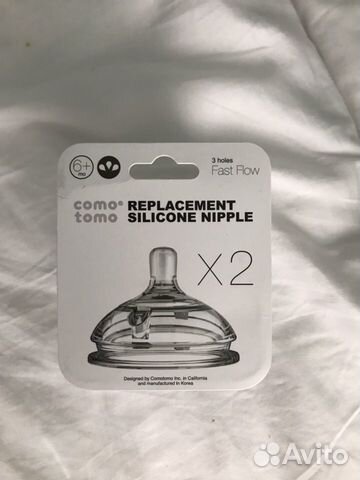 6+
mo
3 holes
Fast Flow
como
tomo
REPLACEMENT
SILICONE NIPPLE
X2
Designed by Comotomo Inc. in California
and manufactured in Korea
Avito